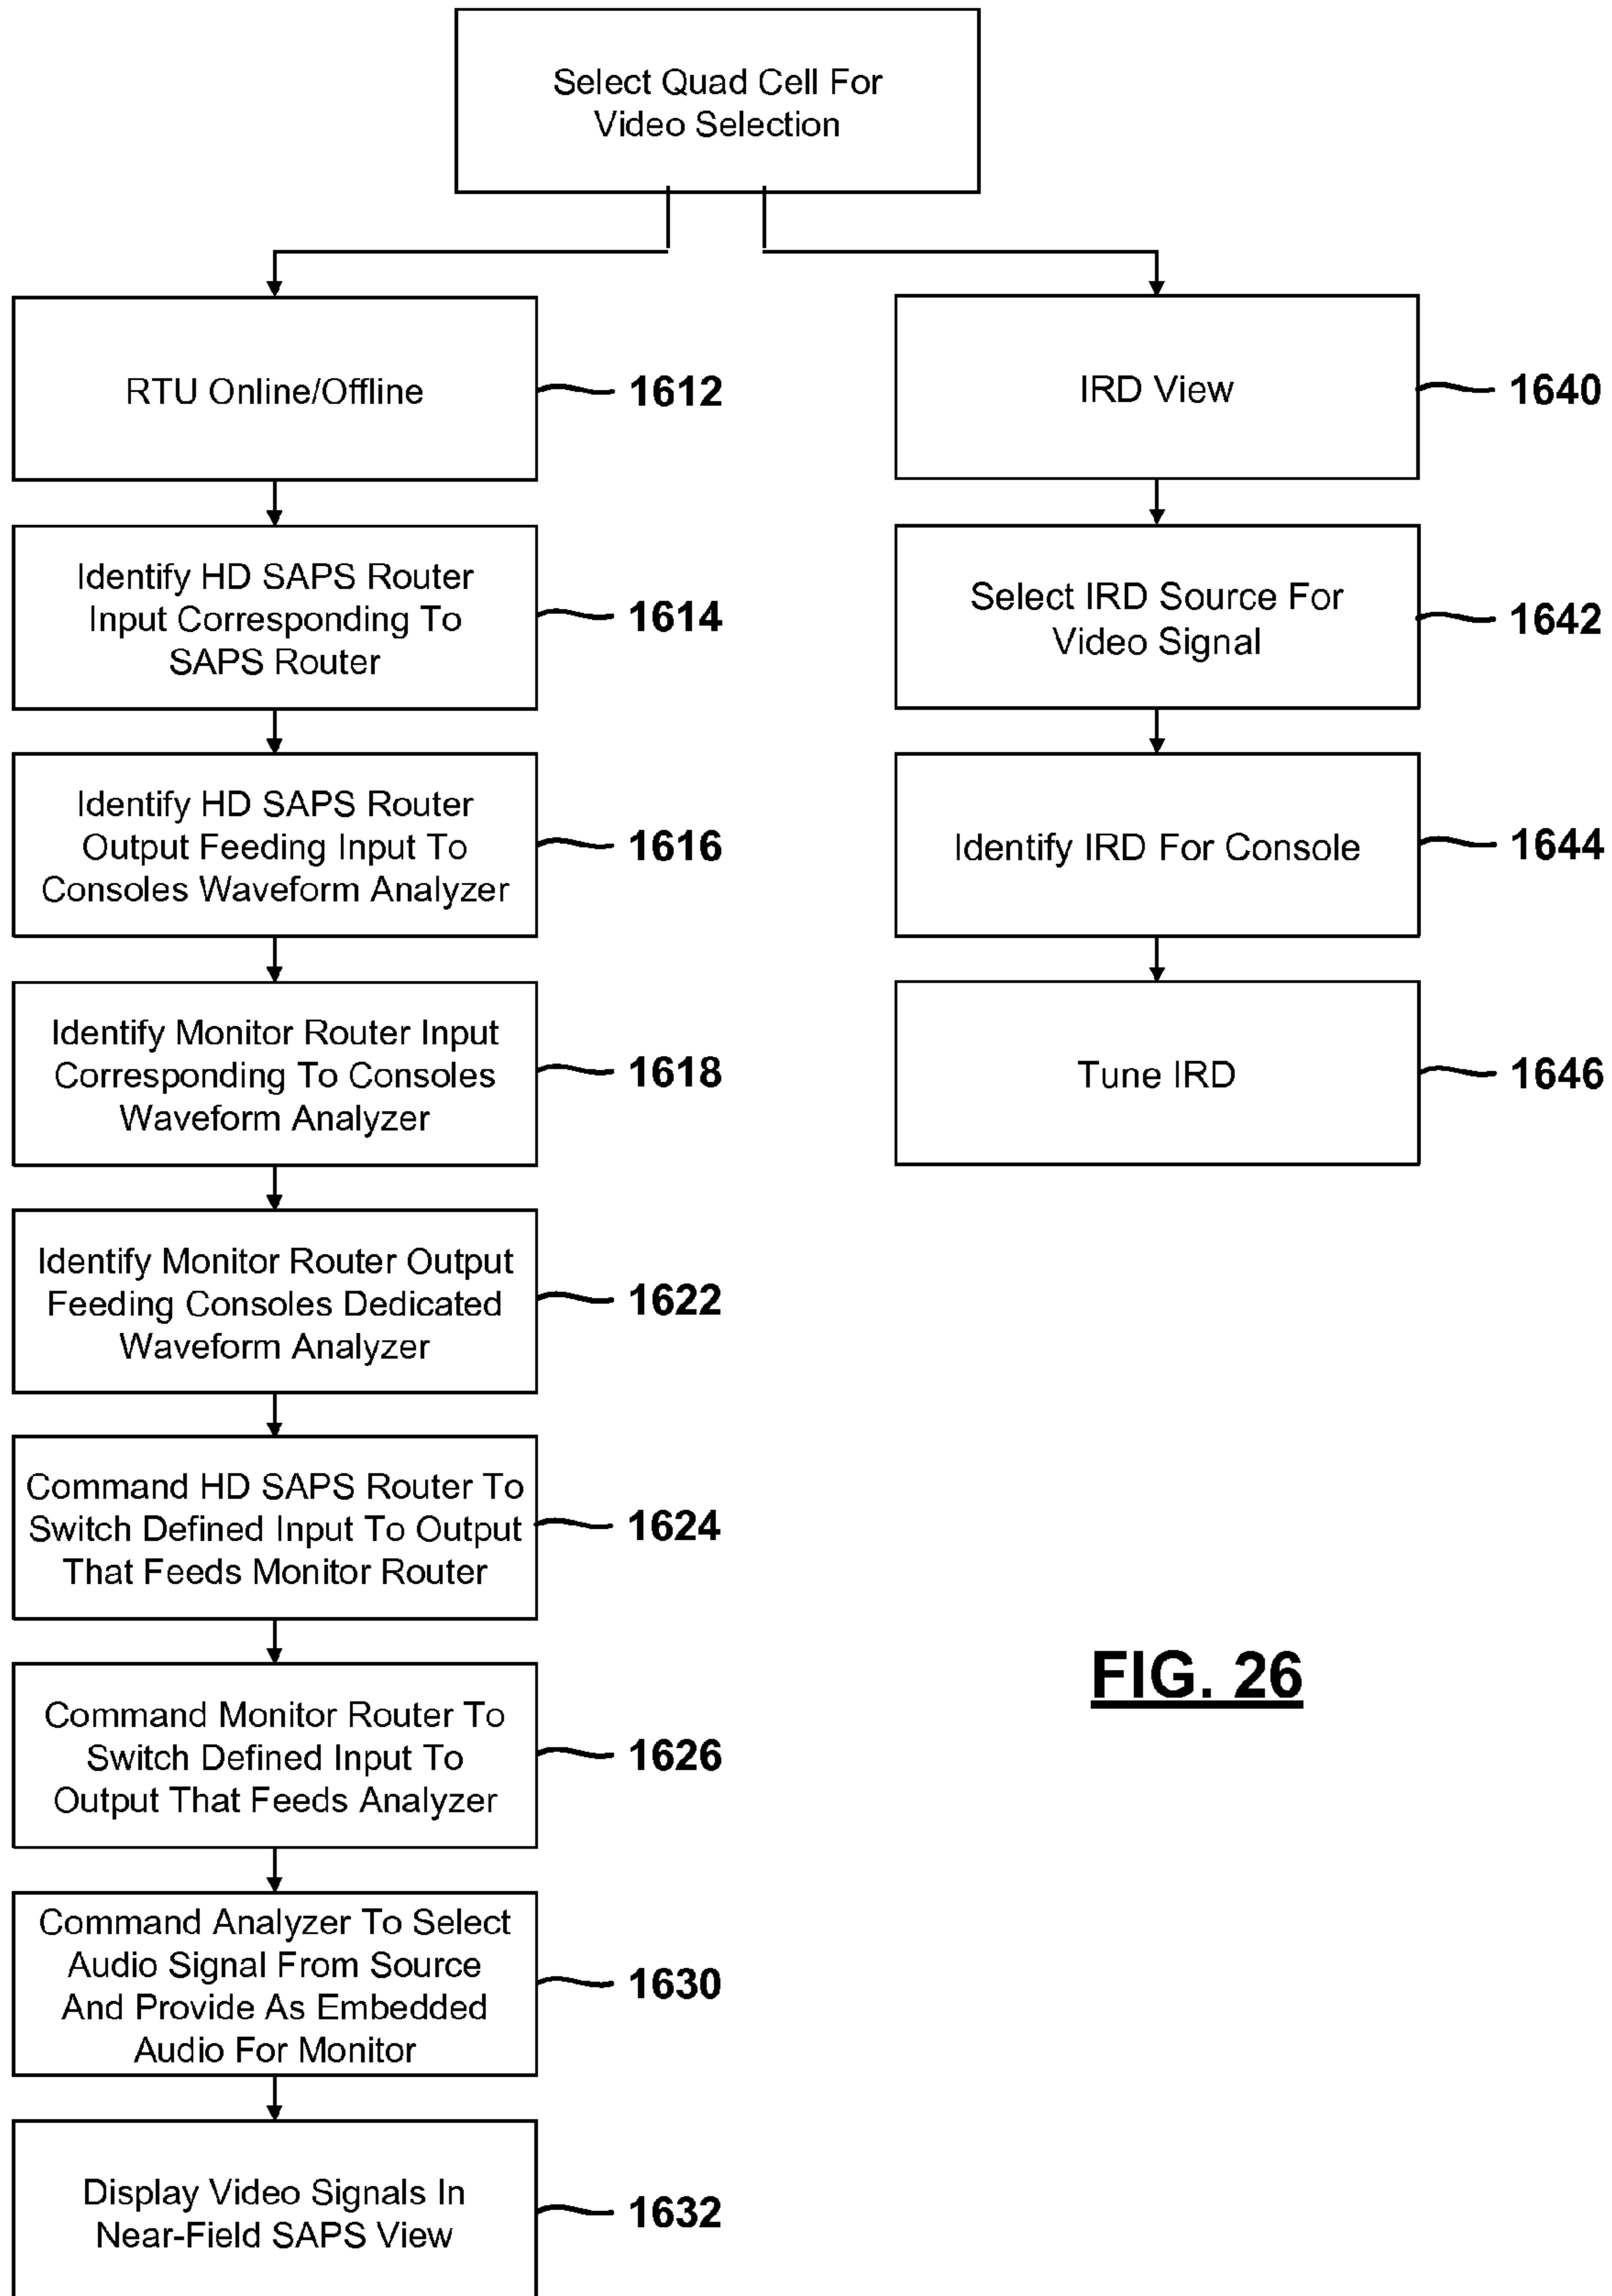 Select Quad Cell For
Video Selection
RTU Online/Offline
1612
Identify HD SAPS Router
Input Corresponding To
SAPS Router
1614
Identify HD SAPS Router
Output Feeding Input To
Consoles Waveform Analyzer
1616
Identify Monitor Router Input
Corresponding To Consoles
Waveform Analyzer
1618
Identify Monitor Router Output
Feeding Consoles Dedicated
Waveform Analyzer
1622
Command HD SAPS Router To
Switch Defined Input To Output
That Feeds Monitor Router
1624
Command Monitor Router To
Switch Defined Input To
Output That Feeds Analyzer
1626
Command Analyzer To Select
Audio Signal From Source
And Provide As Embedded
Audio For Monitor
1630
Display Video Signals In
Near-Field SAPS View
1632
IRD View
1640
Select IRD Source For
Video Signal
1642
Identify IRD For Console
1644
Tune IRD
1646
FIG. 26